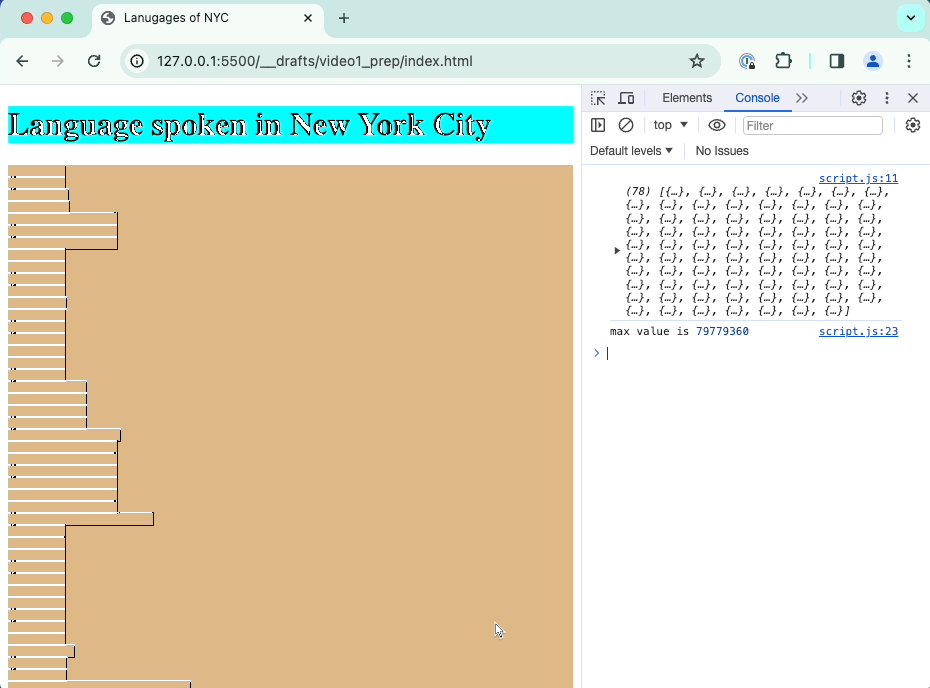 Lanugages of NYC
127.0.0.1:5500/__drafts/video1_prep/index.html
Language spoken in New York City
Elements Console
top Filter
Default levels No Issues
script.js:11
(78) [{…}, {…}, {…}, {…}, {…}, {…}, {…},
{…}, {…}, {…}, {…}, {…}, {…}, {…}, {…},
{…}, {…}, {…}, {…}, {…}, {…}, {…}, {…},
{…}, {…}, {…}, {…}, {…}, {…}, {…}, {…},
{…}, {…}, {…}, {…}, {…}, {…}, {…}, {…},
{…}, {…}, {…}, {…}, {…}, {…}, {…}, {…},
{…}, {…}, {…}, {…}, {…}, {…}, {…}, {…},
{…}, {…}, {…}, {…}, {…}, {…}, {…}, {…},
{…}, {…}, {…}, {…}, {…}, {…}, {…}, {…},
{…}, {…}, {…}, {…}, {…}, {…}, {…}]
max value is 79779360 script.js:23